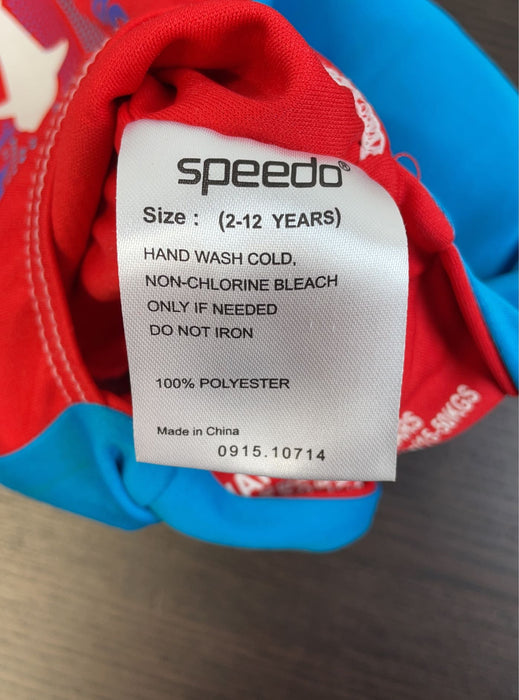 speedo®
Size : (2-12 YEARS)
HAND WASH COLD,
NON-CHLORINE BLEACH
ONLY IF NEEDED
DO NOT IRON
100% POLYESTER
Made in China
0915.10714